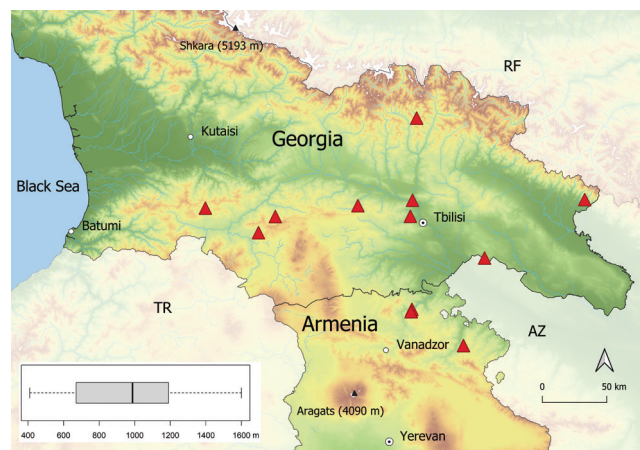 Shkara (5193 m)
RF
Kutaisi
Georgia
Black Sea
Batumi
Tbilisi
TR
Armenia
AZ
Vanadzor
0 50 km
Aragats (4090 m)
400 600 800 1000 1200 1400 1600 m
Yerevan